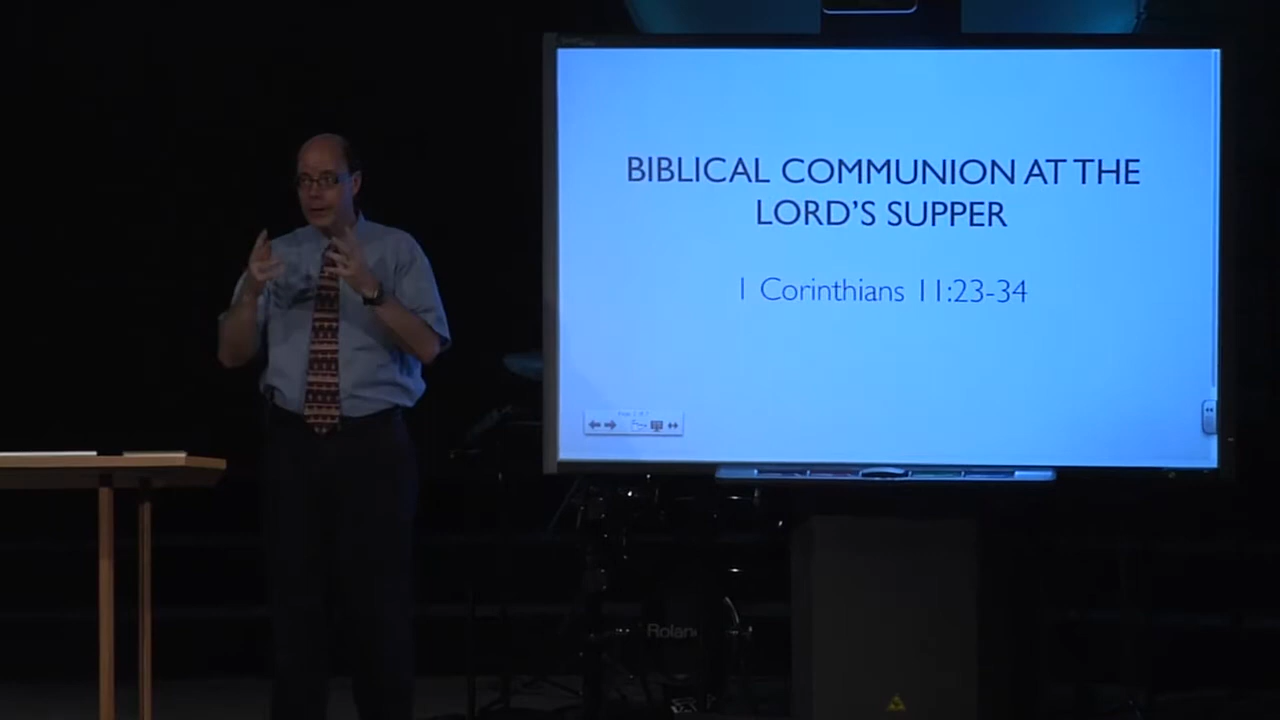 BIBLICAL COMMUNION AT THE
LORD'S SUPPER
1 Corinthians 11:23-34
Roland